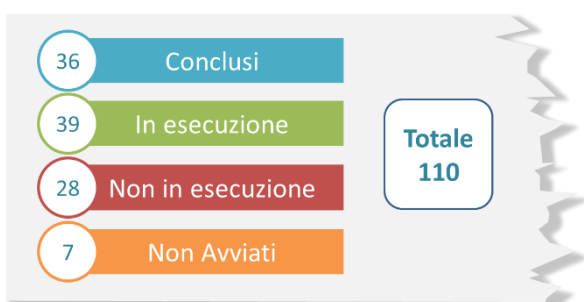 36 Conclusi
39 In esecuzione
28 Non in esecuzione
7 Non Avviati
Totale
110